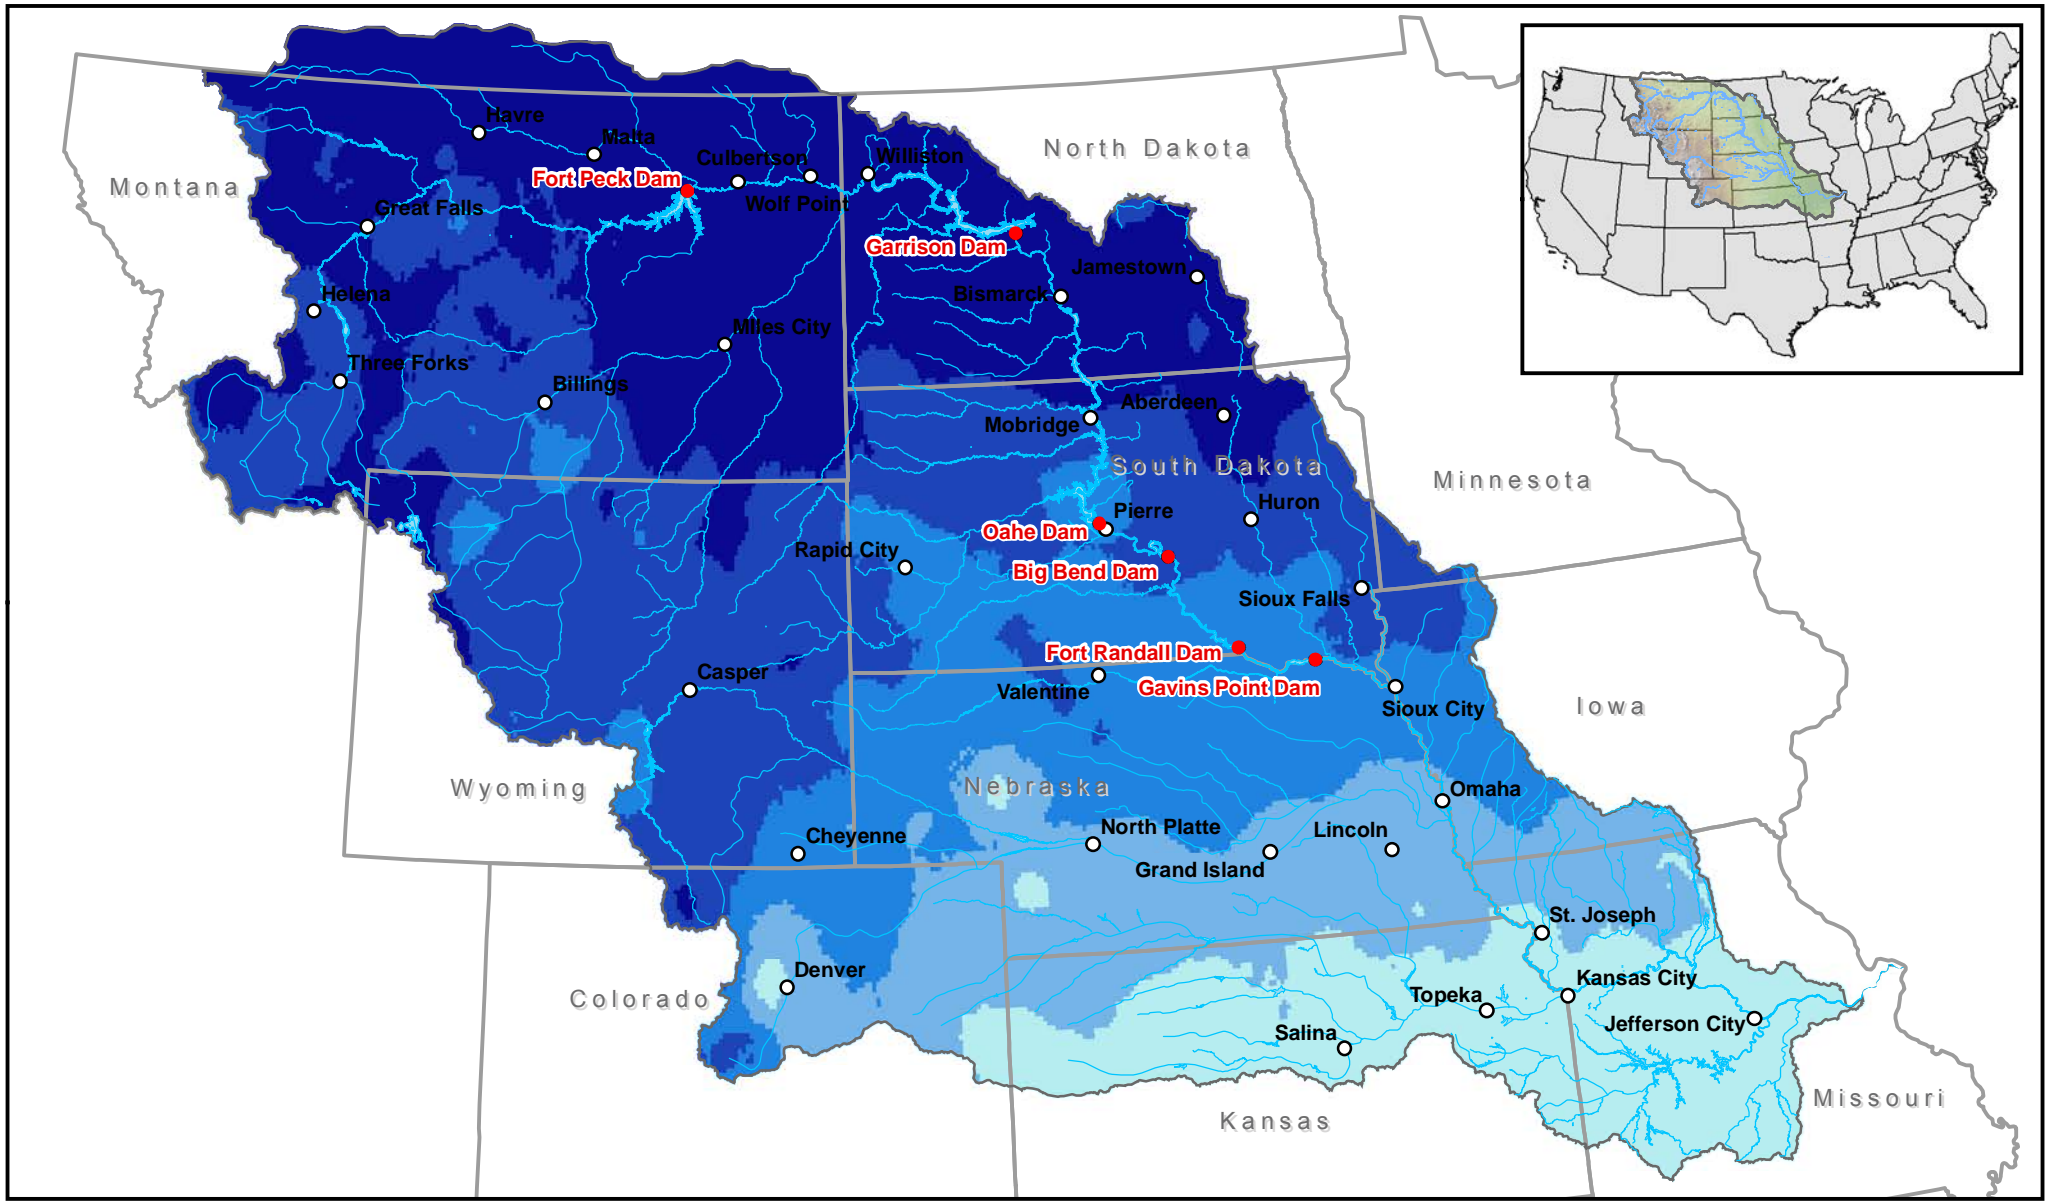 Havre
Malta
North Dakota
Culbertson
Williston
Fort Peck Dam
Montana
Wolf Point
Great Falls
Garrison Dam
Jamestown
Helena
Bismarck
Miles City
Three Forks
Billings
Aberdeen
Mobridge
South Dakota
Minnesota
Huron
Pierre
Oahe Dam
Rapid City
Big Bend Dam
Sioux Falls
Fort Randall Dam
Casper
Valentine
Gavins Point Dam
Sioux City
Iowa
Wyoming
Nebraska
Omaha
North Platte
Lincoln
Cheyenne
Grand Island
St. Joseph
Denver
Kansas City
Colorado
Topeka
Jefferson City
Salina
Missouri
Kansas